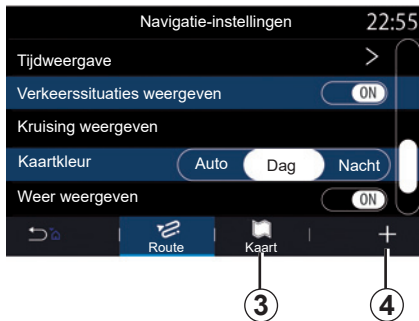 Navigatie-instellingen 22:55
Tijdweergave >
Verkeerssituaties weergeven ON
Kruising weergeven
Kaartkleur Auto Dag Nacht
Weer weergeven ON
Route Kaart +
3 4